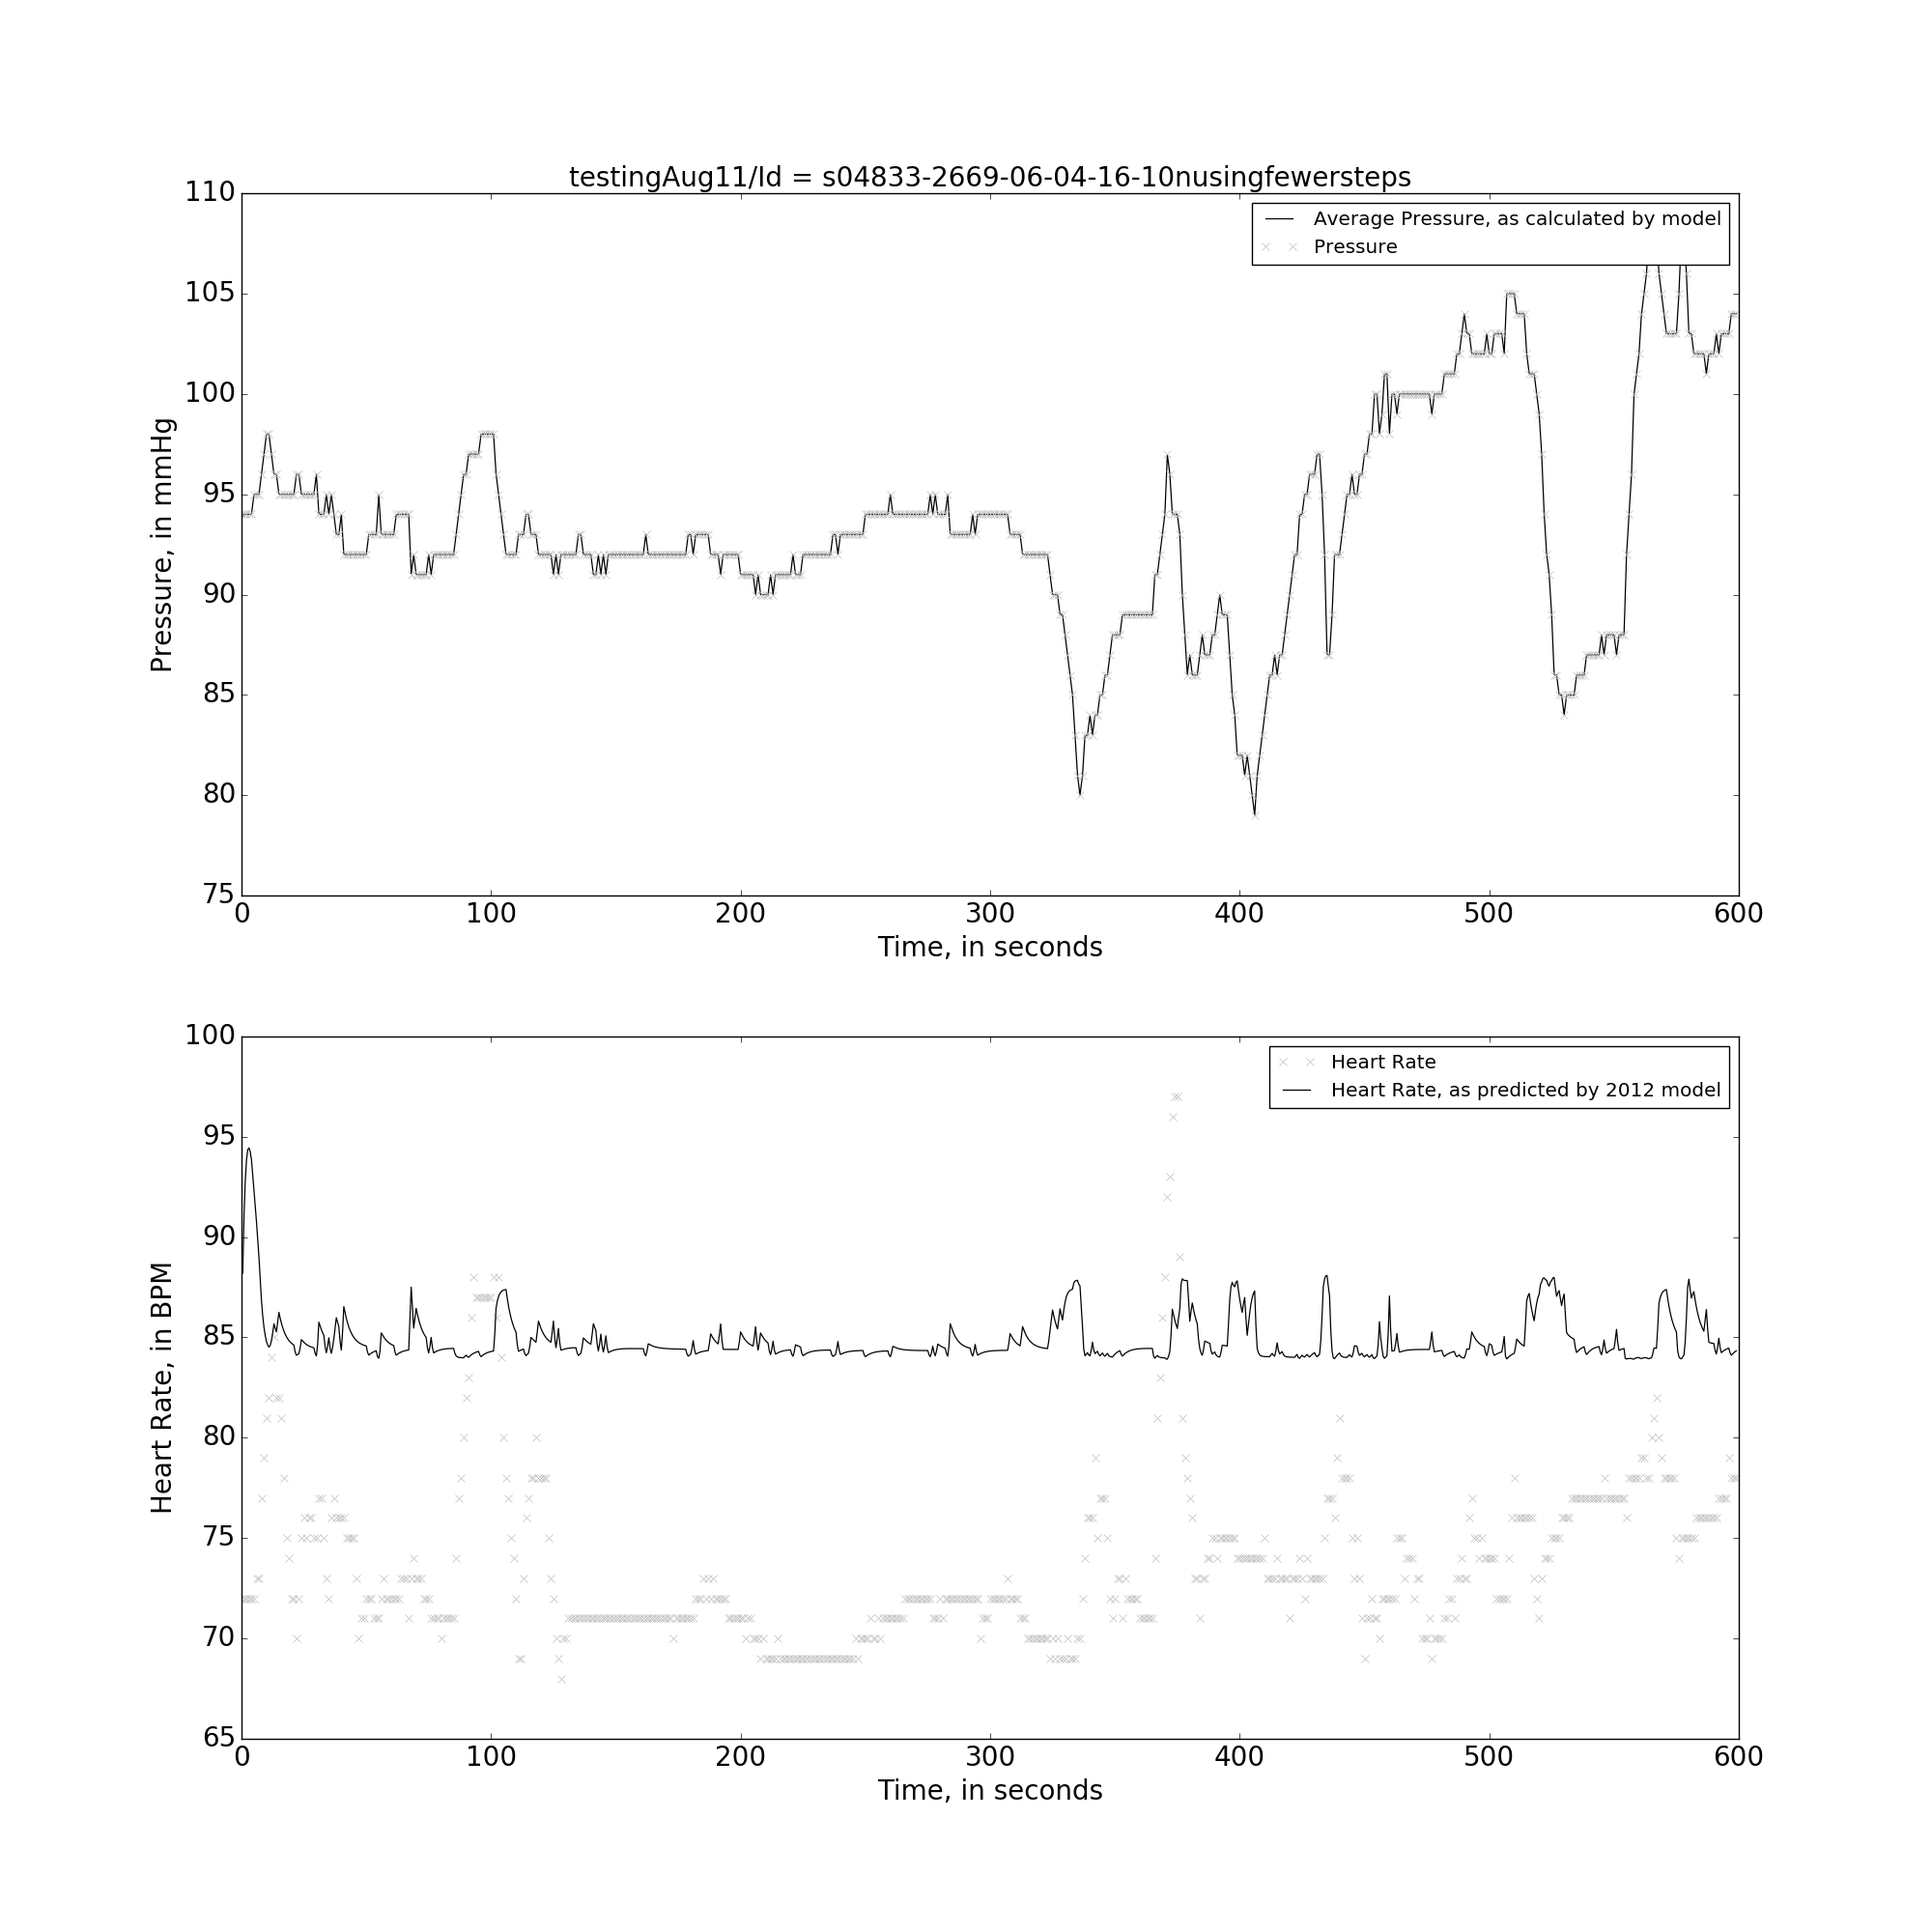 testingAug11/Id = s04833-2669-06-04-16-10nusingfewersteps
110
105
100
95
90
85
80
75
Pressure, in mmHg
Average Pressure, as calculated by model
Pressure
0 100 200 300 400 500 600
Time, in seconds
100
95
90
85
80
75
70
65
Heart Rate, in BPM
Heart Rate
Heart Rate, as predicted by 2012 model
0 100 200 300 400 500 600
Time, in seconds